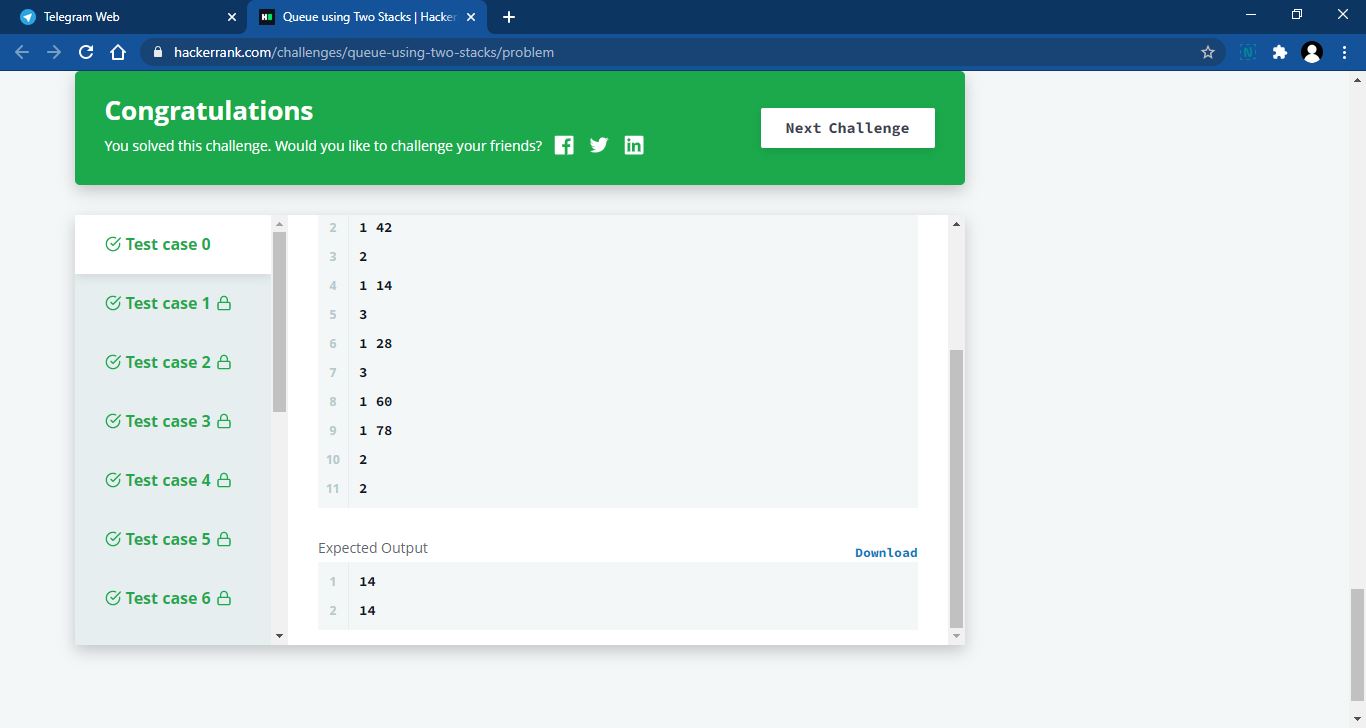 Telegram Web
Queue using Two Stacks | Hacker
hackerrank.com/challenges/queue-using-two-stacks/problem
Congratulations
You solved this challenge. Would you like to challenge your friends?
Next Challenge
Test case 0
Test case 1
Test case 2
Test case 3
Test case 4
Test case 5
Test case 6
2 1 42
3 2
4 1 14
5 3
6 1 28
7 3
8 1 60
9 1 78
10 2
11 2
Expected Output
Download
1 14
2 14